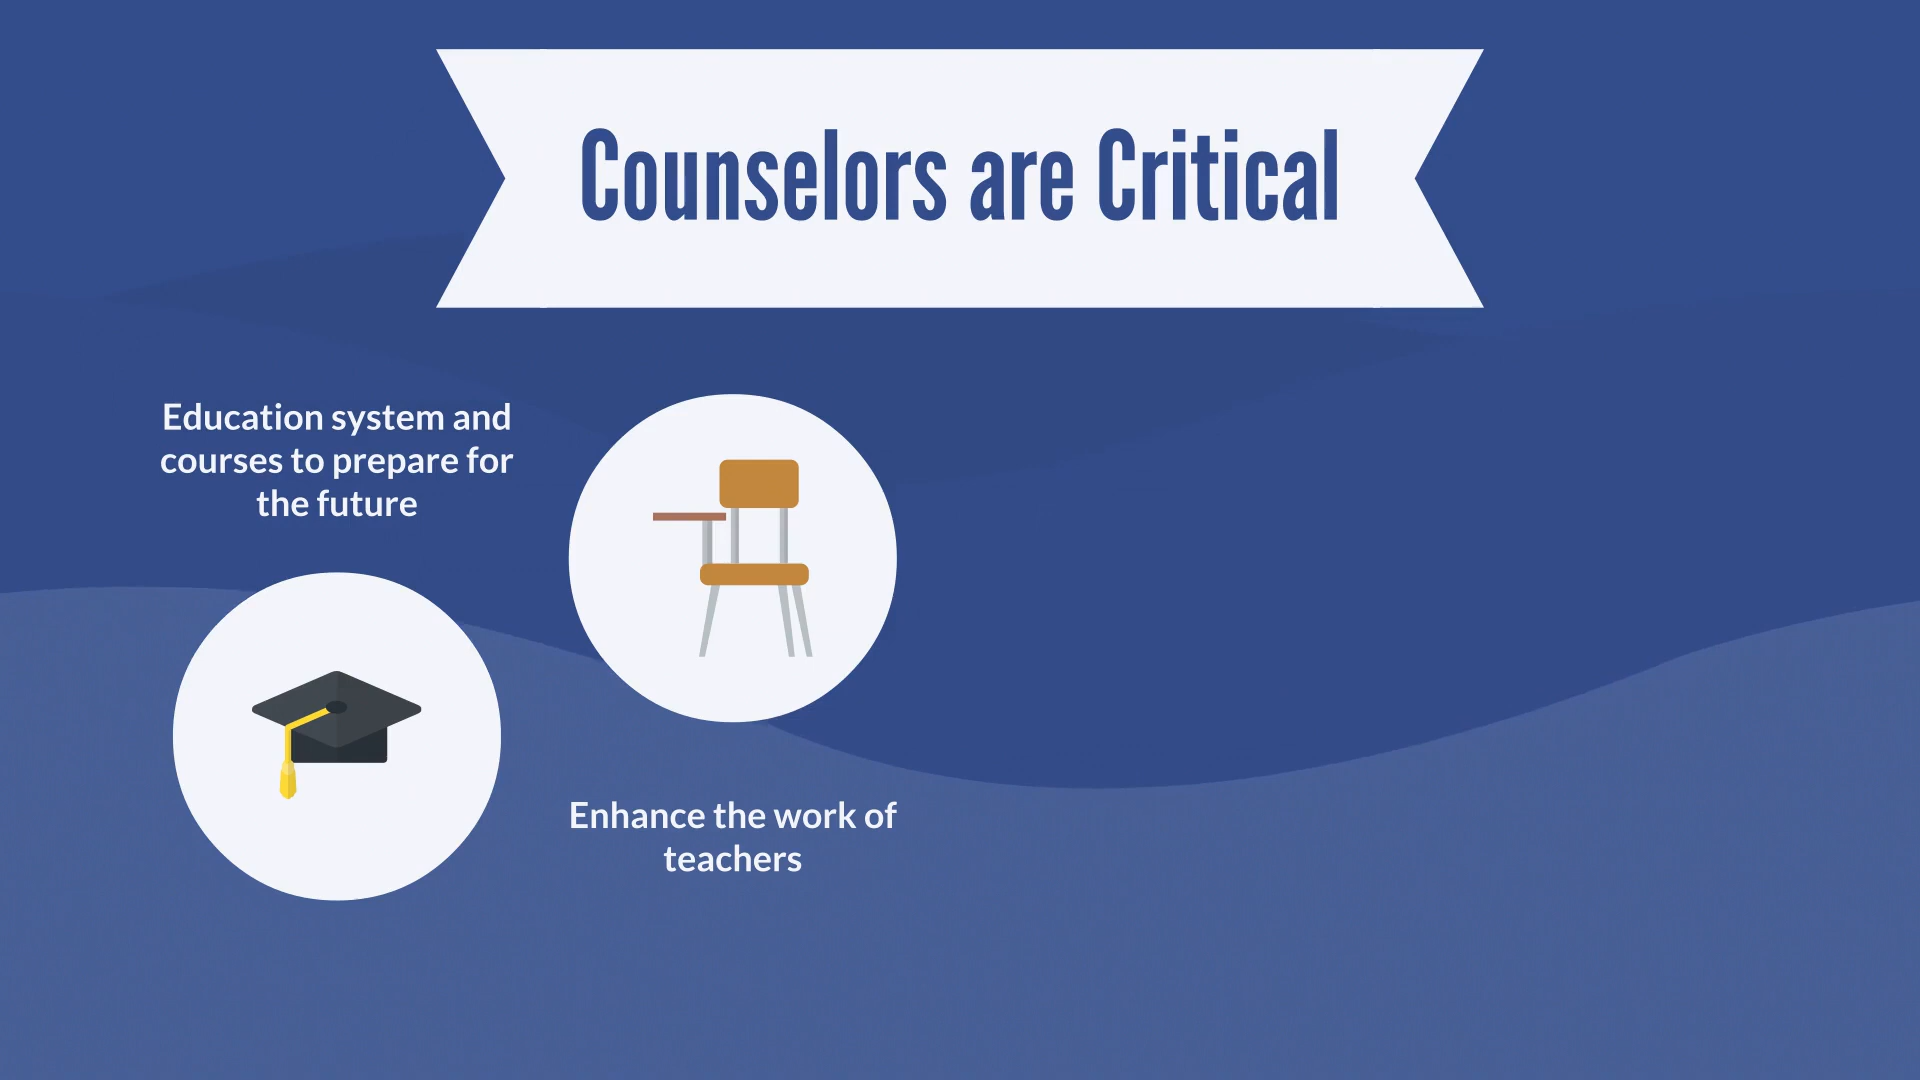 Counselors are Critical
Education system and
courses to prepare for
the future
Enhance the work of
teachers